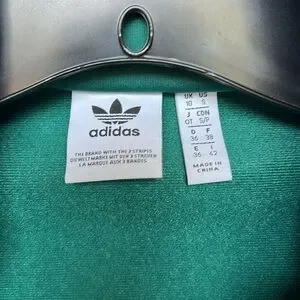 adidas
THE BRAND WITH THE 3 STRIPES
DIE WELTMARKE MIT DEN 3 STREIFEN
LA MARQUE AUX 3 BANDES
UK US
10 S
J CDN
OT S/P
D F
36 38
E I
36 42
MADE IN
CHINA